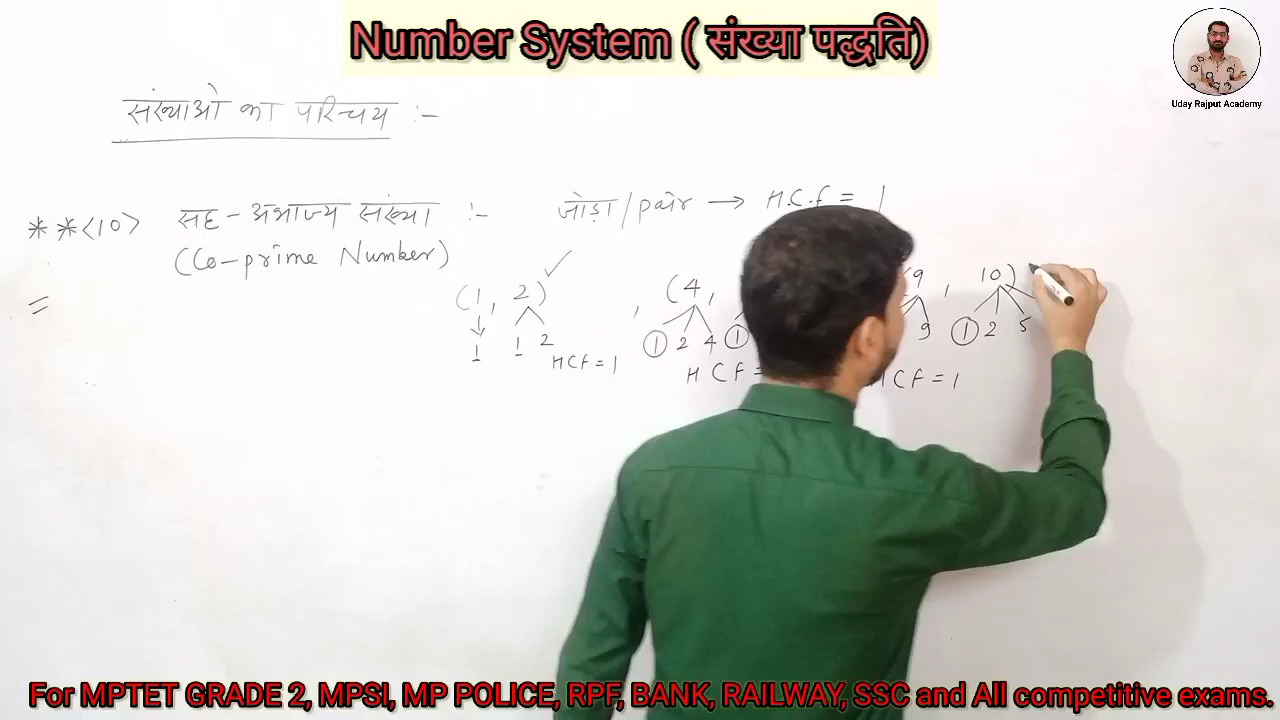 Number System ( संख्या पद्धति)
Uday Rajput Academy
संख्याओ का परिचय :-
**<10> सह-अभाज्य संख्या :- जोड़ा/pair → H.C.f = 1
(Co-prime Number)
=
(1, 2) ✓ , (4, (9, 10)
1 1 2 1 2 4 1 9 1 2 5
HCf = 1 HCF = HCF = 1
For MPTET GRADE 2, MPSI, MP POLICE, RPF, BANK, RAILWAY, SSC and All competitive exams.